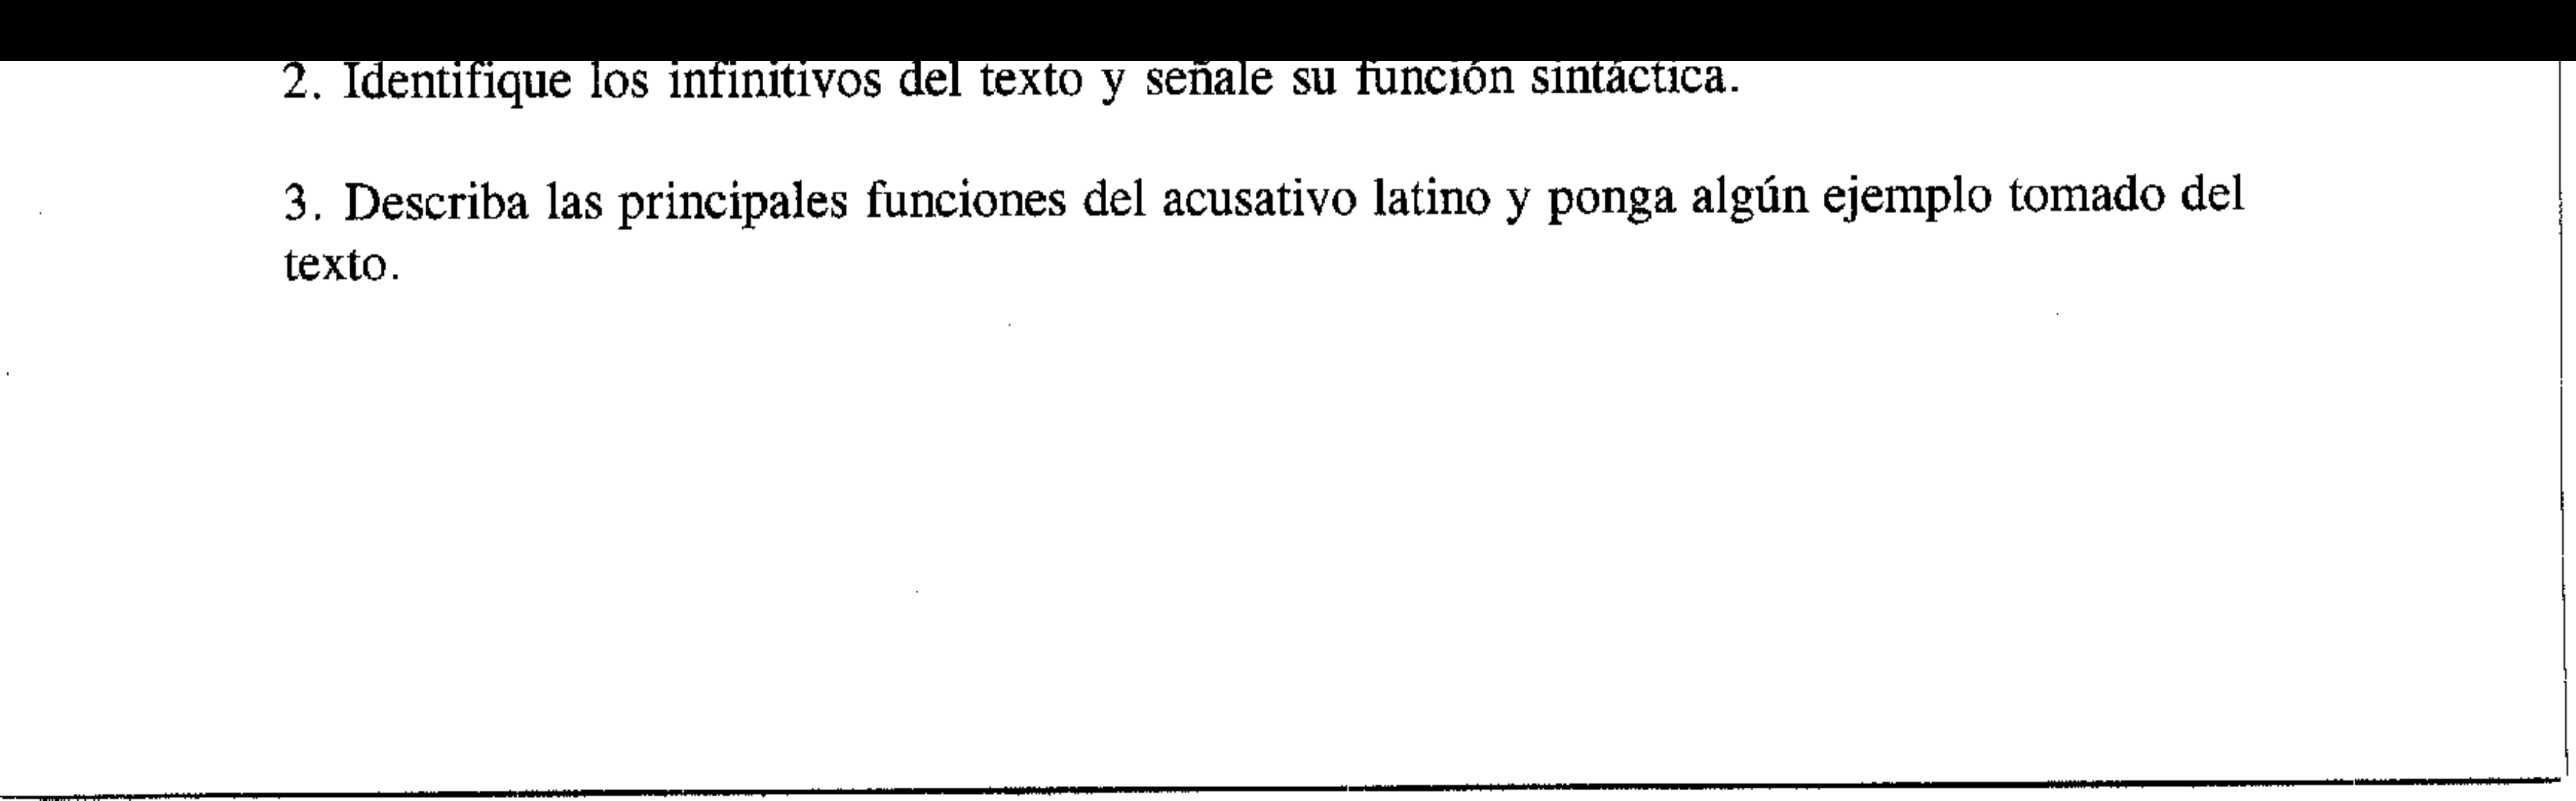 2. Identifique los infinitivos del texto y señale su función sintáctica.
3. Describa las principales funciones del acusativo latino y ponga algún ejemplo tomado del
texto.